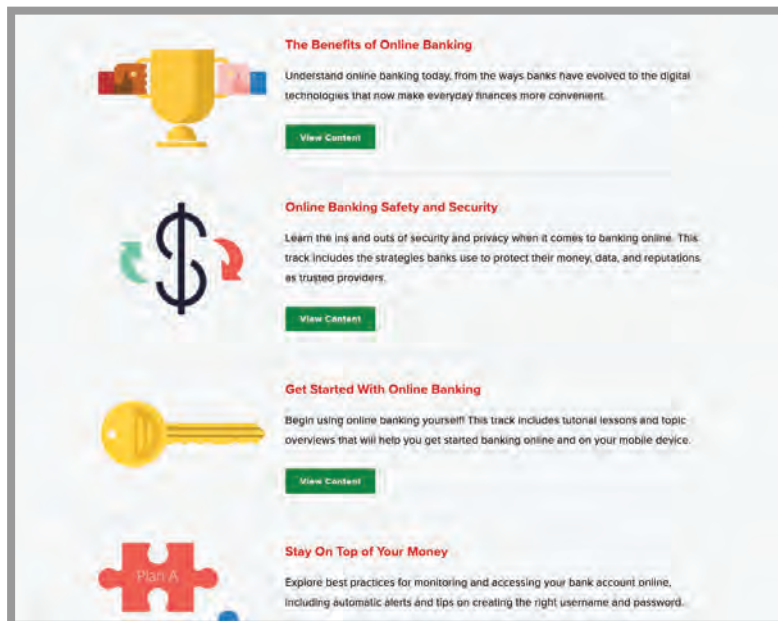 The Benefits of Online Banking
Understand online banking today, from the ways banks have evolved to the digital
technologies that now make everyday finances more convenient.
View Content
Online Banking Safety and Security
Learn the ins and outs of security and privacy when it comes to banking online. This
track includes the strategies banks use to protect their money, data, and reputations
as trusted providers.
View Content
Get Started With Online Banking
Begin using online banking yourself! This track includes tutorial lessons and topic
overviews that will help you get started banking online and on your mobile device.
View Content
Plan A
Stay On Top of Your Money
Explore best practices for monitoring and accessing your bank account online,
including automatic alerts and tips on creating the right username and password.